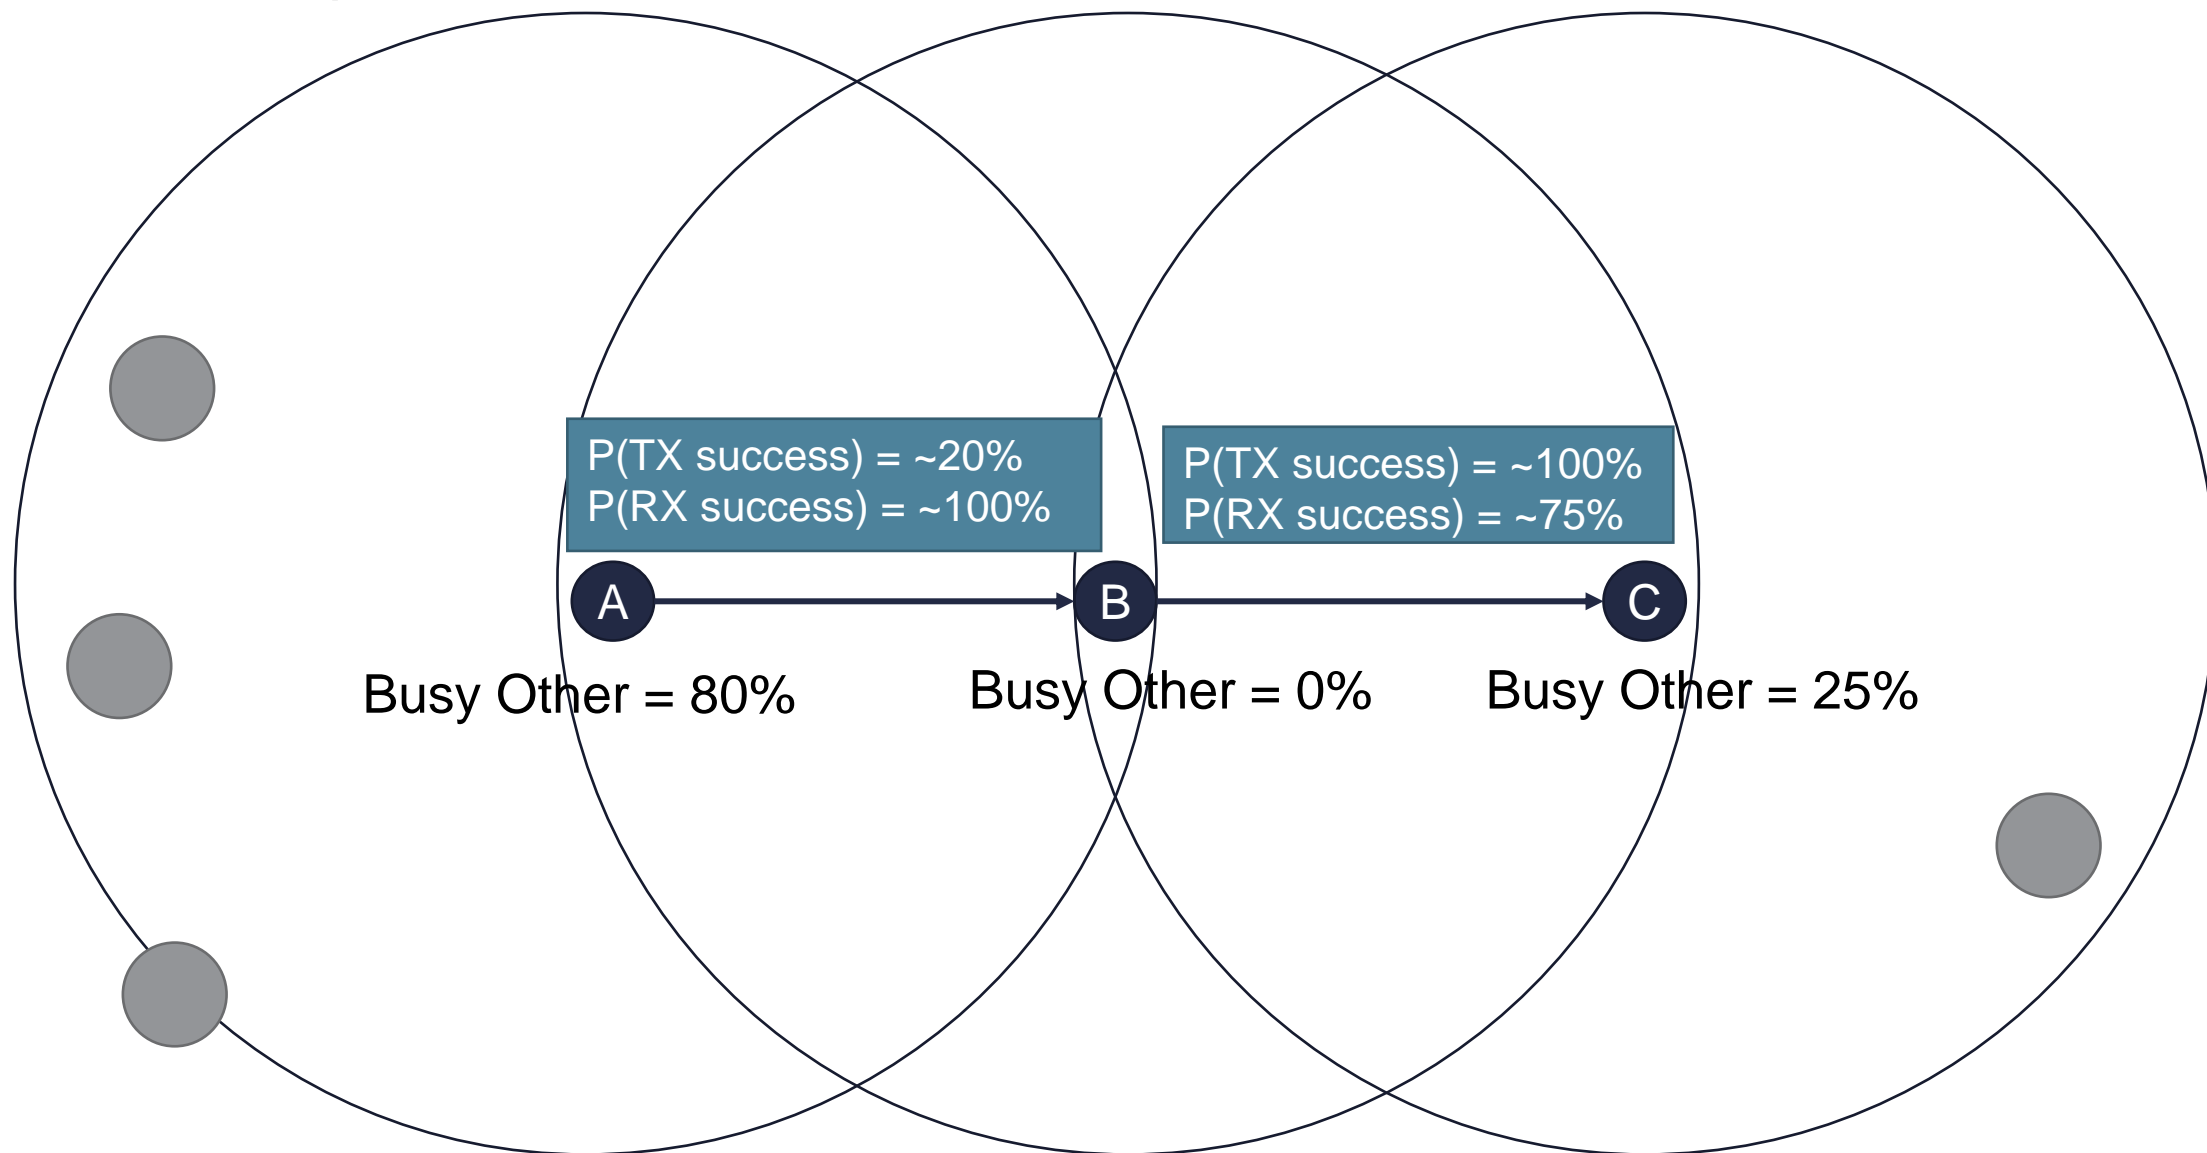 P(TX success) = ~20%
P(RX success) = ~100%
P(TX success) = ~100%
P(RX success) = ~75%
A
B
C
Busy Other = 80%
Busy Other = 0%
Busy Other = 25%